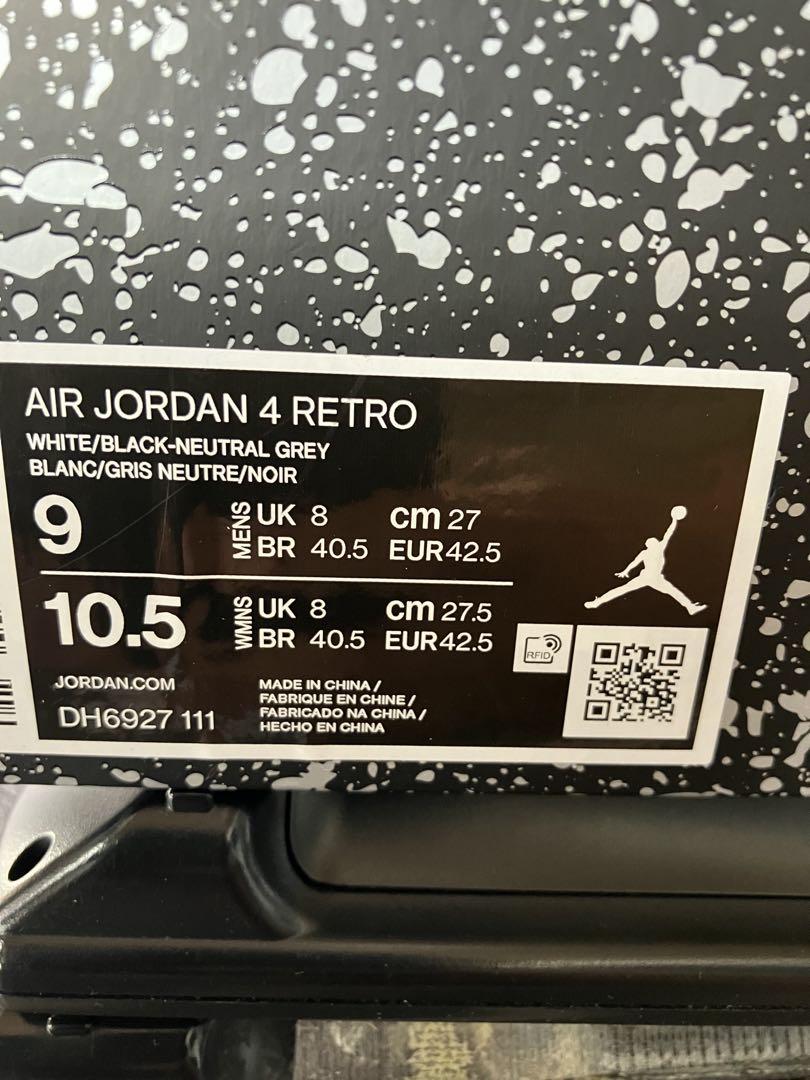 AIR JORDAN 4 RETRO
WHITE/BLACK-NEUTRAL GREY
BLANC/GRIS NEUTRE/NOIR
9 MENS UK 8 cm 27
BR 40.5 EUR 42.5
10.5 WMNS UK 8 cm 27.5
BR 40.5 EUR 42.5
RFID
JORDAN.COM
DH6927 111
MADE IN CHINA /
FABRIQUE EN CHINE /
FABRICADO NA CHINA /
HECHO EN CHINA